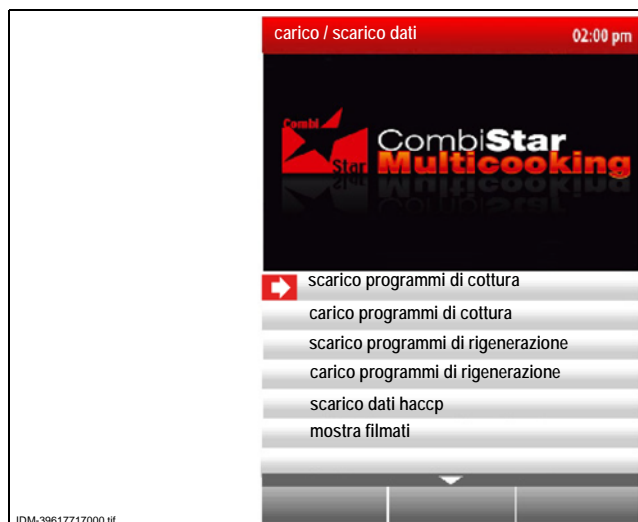 carico / scarico dati 02:00 pm
Combi
Star
CombiStar
Multicooking
scarico programmi di cottura
carico programmi di cottura
scarico programmi di rigenerazione
carico programmi di rigenerazione
scarico dati haccp
mostra filmati
IDM-39617717000.tif